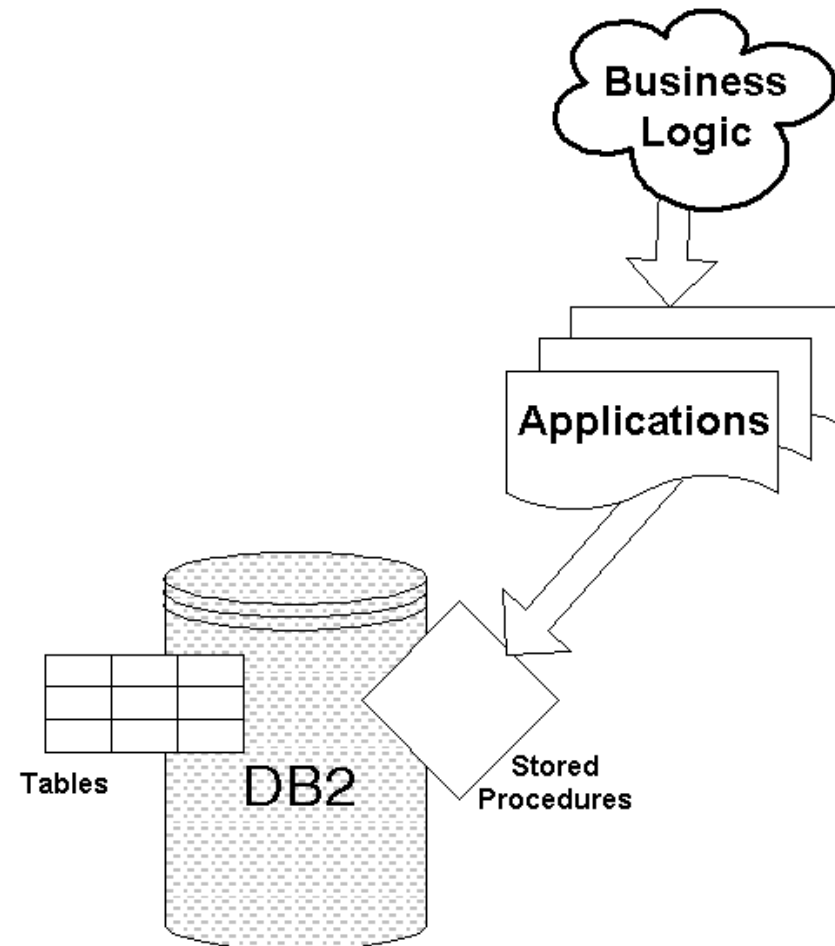 Business
Logic
Applications
Tables
DB2
Stored
Procedures